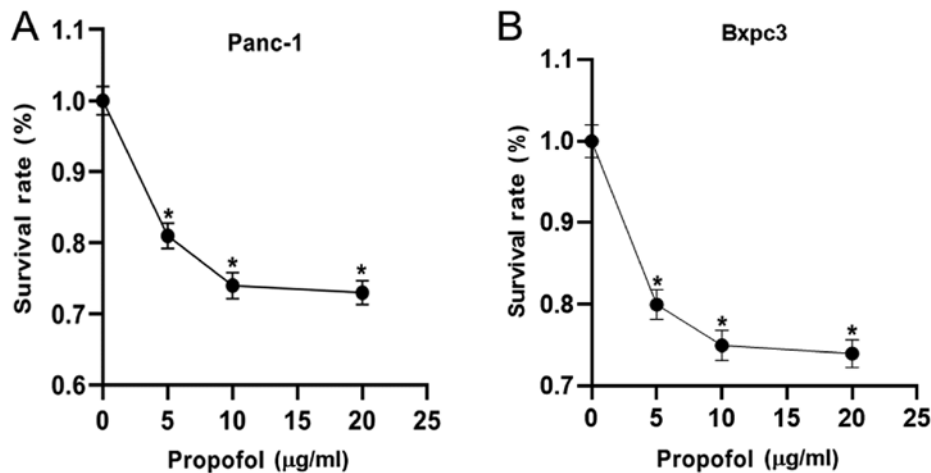 A
Panc-1
1.1
1.0
0.9
0.8
0.7
0.6
Survival rate (%)
*
*
*
0 5 10 15 20 25
Propofol (μg/ml)
B
Bxpc3
1.1
1.0
0.9
0.8
0.7
Survival rate (%)
*
*
*
0 5 10 15 20 25
Propofol (μg/ml)